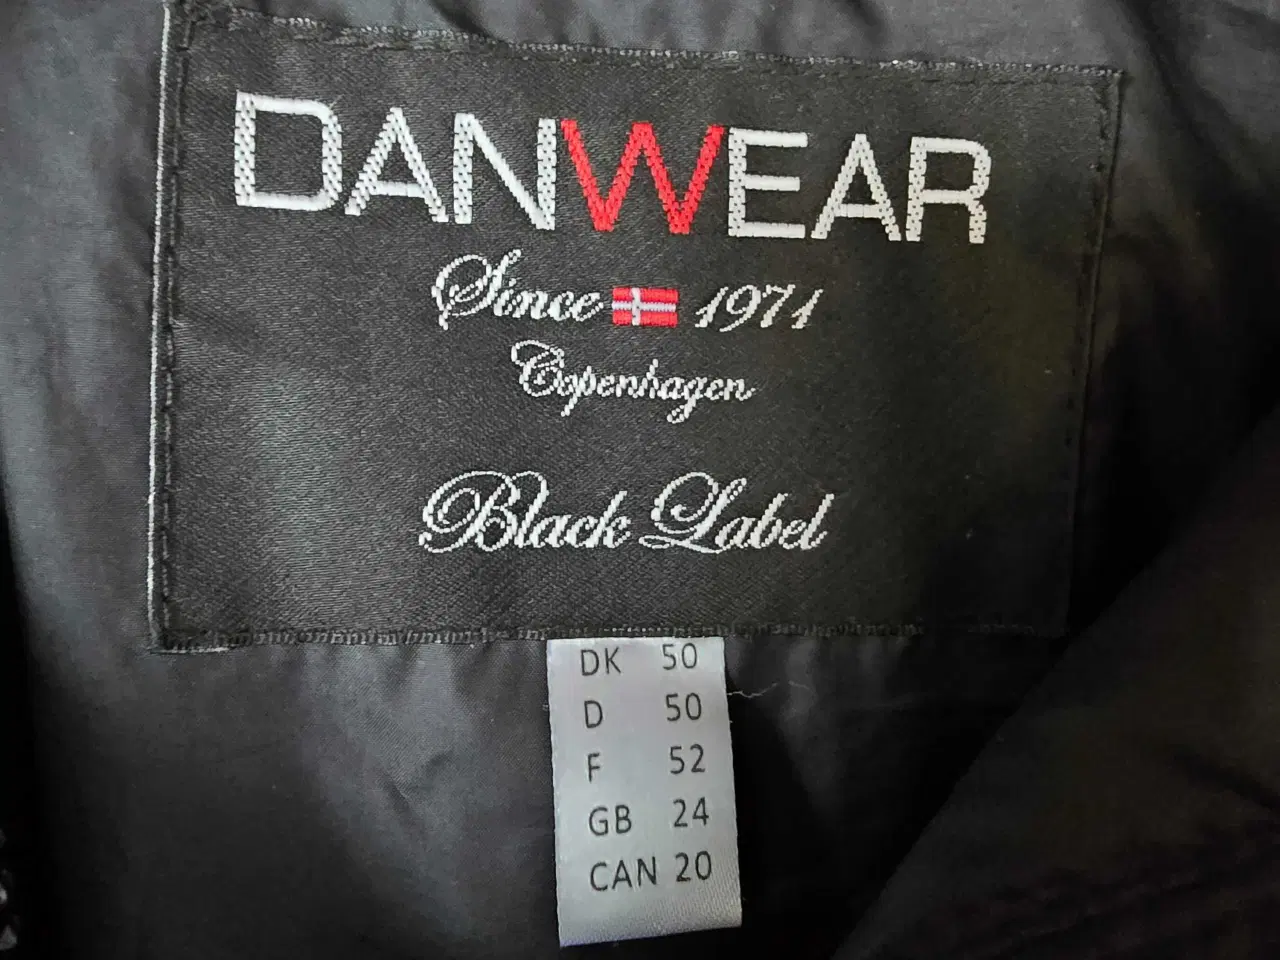 DANWEAR
Since 1971
Copenhagen
Black Label
DK 50
D 50
F 52
GB 24
CAN 20